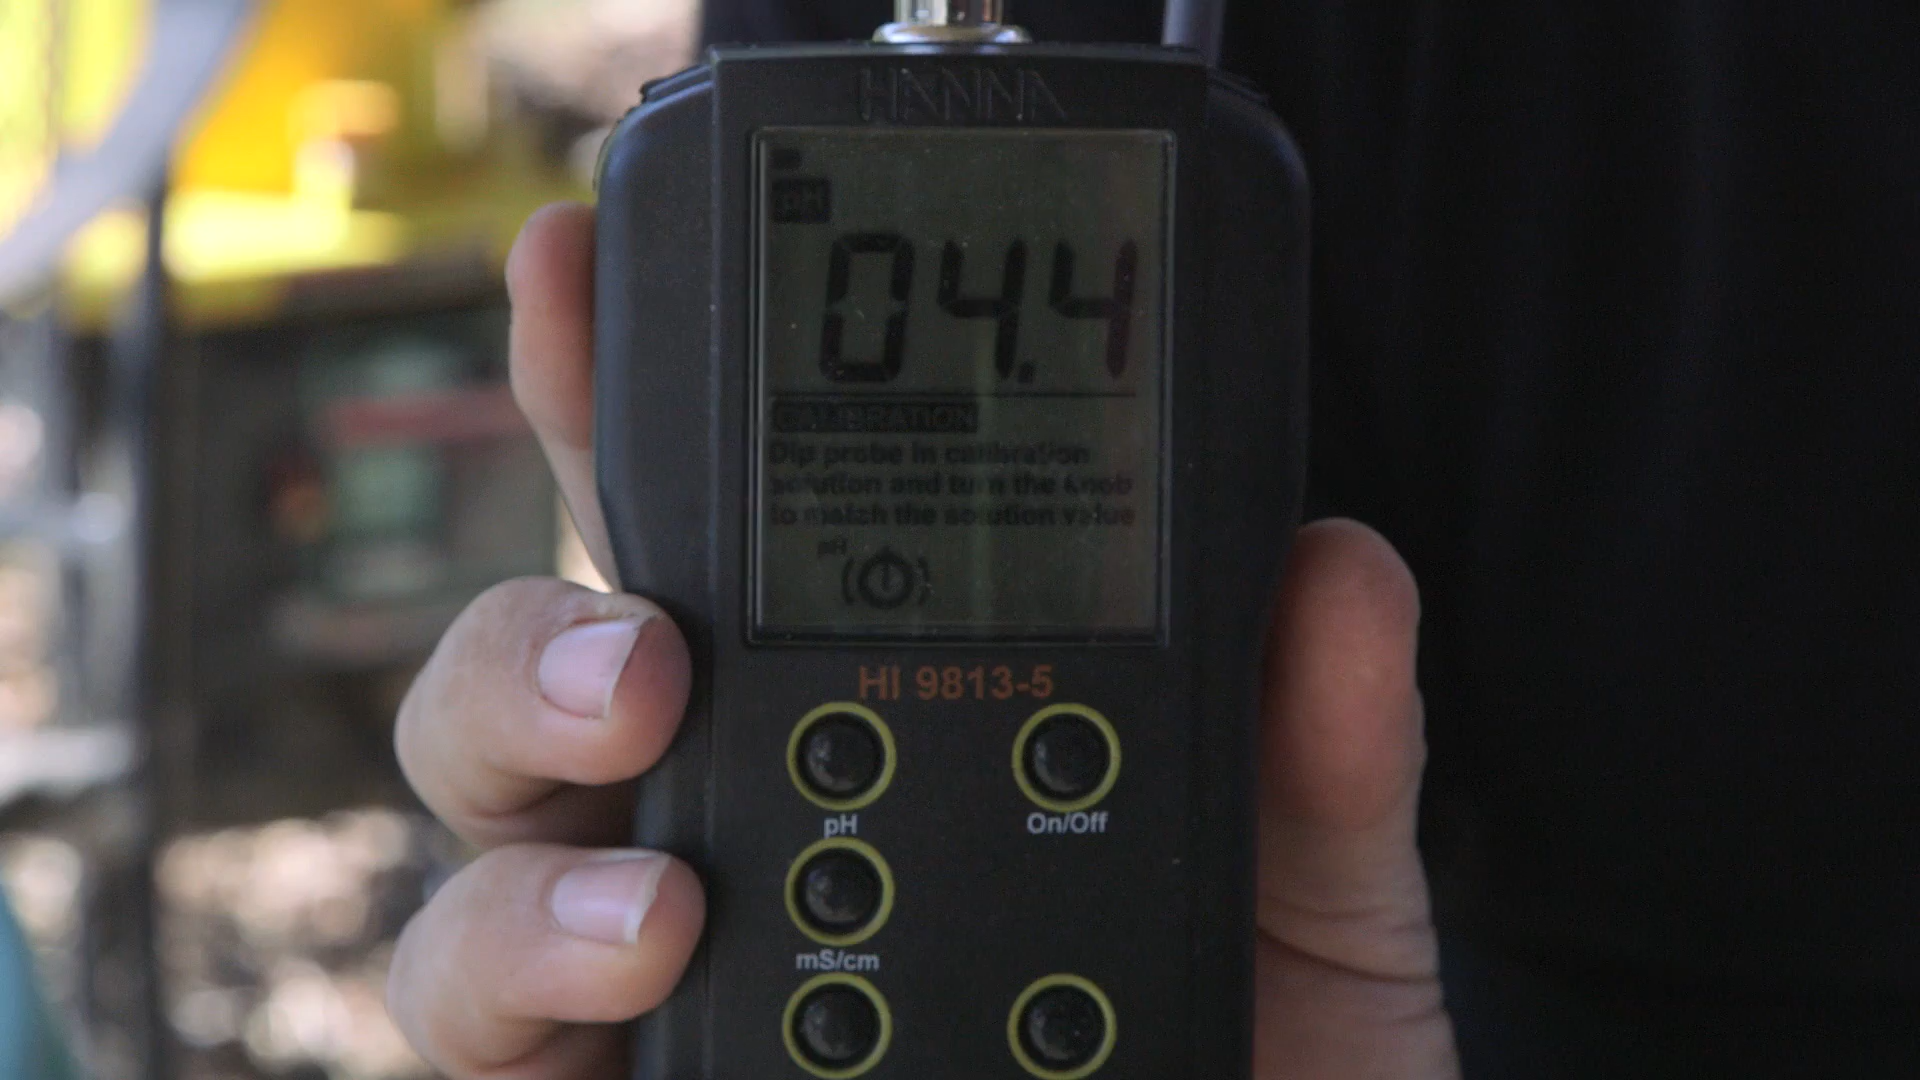 HANNA
pH
04.4
CALIBRATION
Dip probe in calibration
solution and turn the knob
to match the solution value
pH
HI 9813-5
pH
On/Off
mS/cm